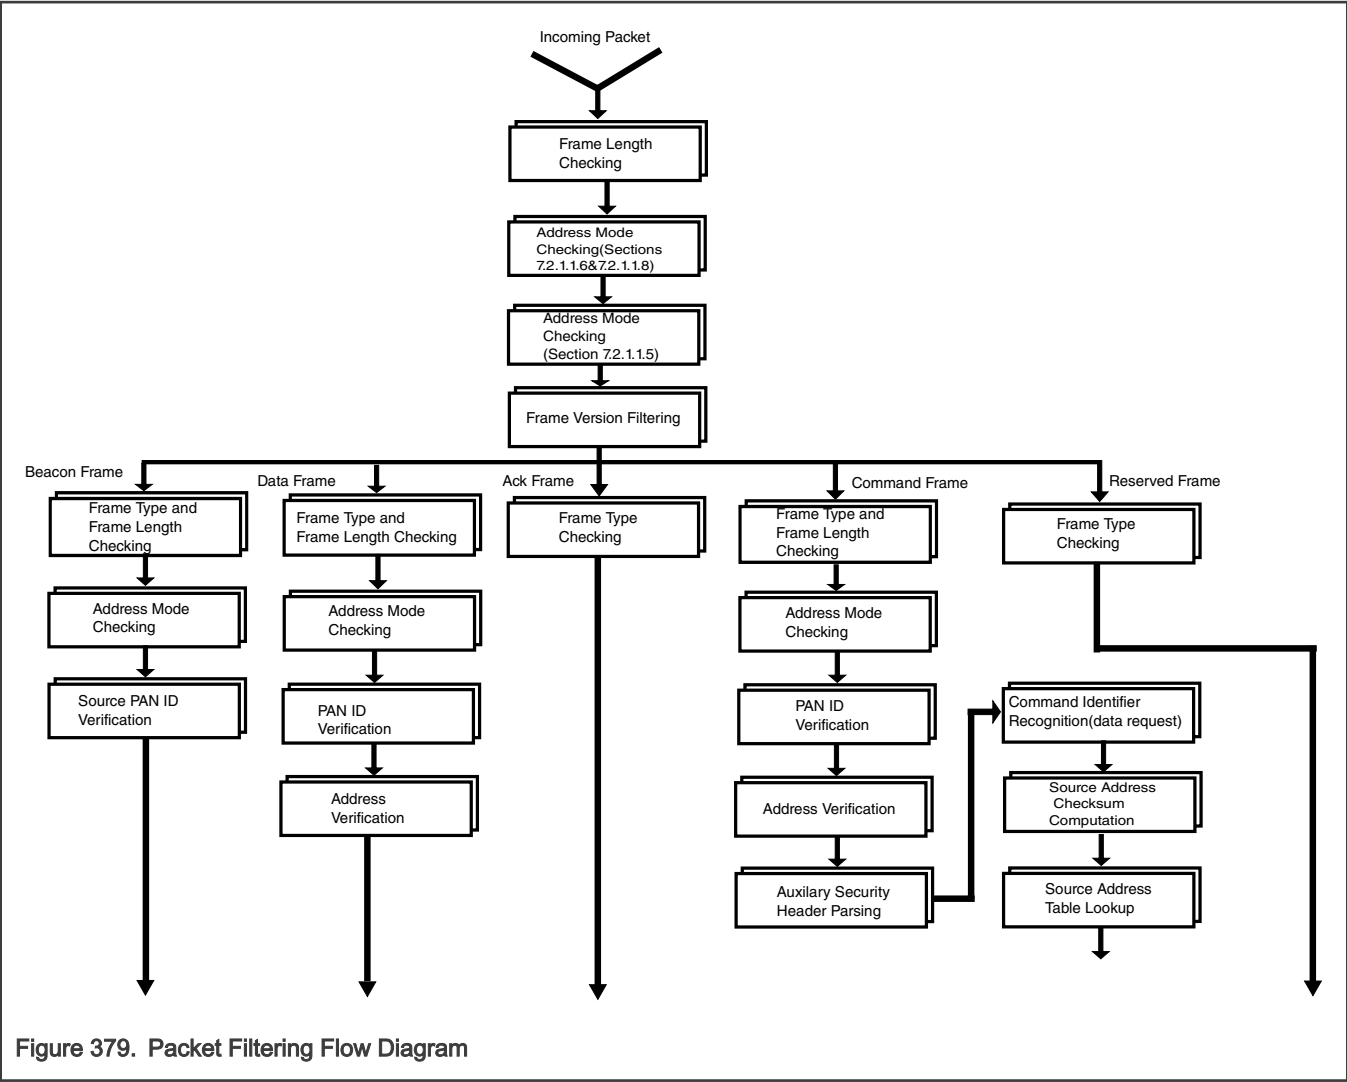 Incoming Packet
Frame Length
Checking
Address Mode
Checking(Sections
7.2.1.1.6&7.2.1.1.8)
Address Mode
Checking
(Section 7.2.1.1.5)
Frame Version Filtering
Beacon Frame
Data Frame
Ack Frame
Command Frame
Reserved Frame
Frame Type and
Frame Length
Checking
Address Mode
Checking
Source PAN ID
Verification
Frame Type and
Frame Length Checking
Address Mode
Checking
PAN ID
Verification
Address
Verification
Frame Type
Checking
Frame Type and
Frame Length
Checking
Address Mode
Checking
PAN ID
Verification
Address Verification
Auxilary Security
Header Parsing
Frame Type
Checking
Command Identifier
Recognition(data request)
Source Address
Checksum
Computation
Source Address
Table Lookup
Figure 379. Packet Filtering Flow Diagram